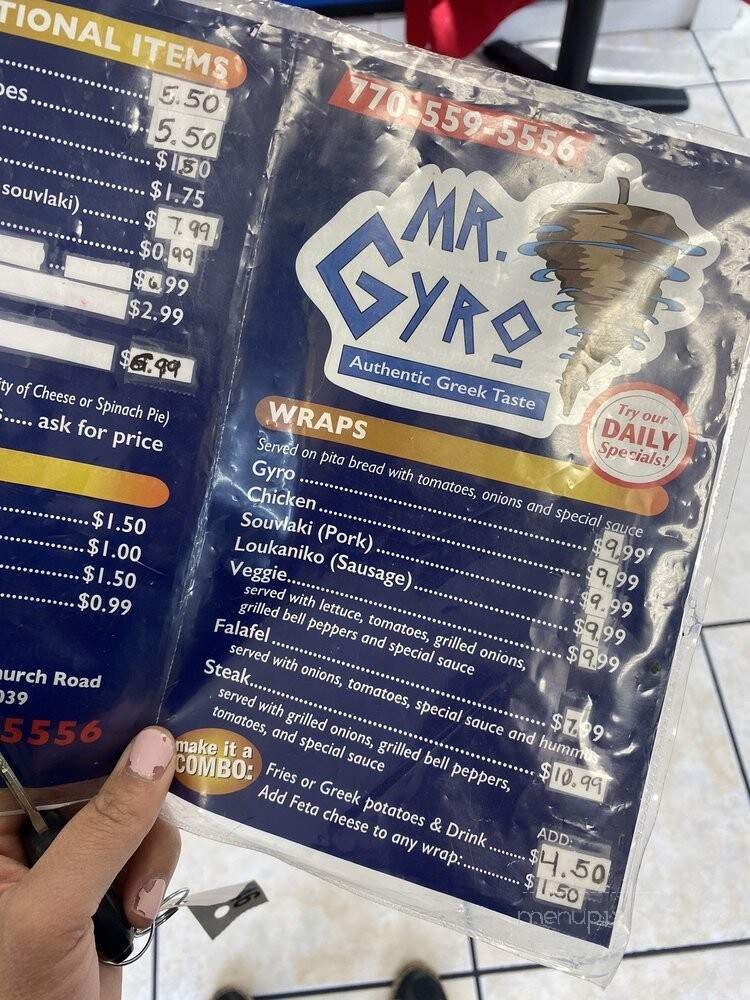 TIONAL ITEMS
5.50
pes..... 5.50
$1.50
$1.75
souvlaki)..... $7.99
$0.99
$6.99
$2.99
$6.99
ity of Cheese or Spinach Pie)
s..... ask for price
$1.50
$1.00
$1.50
$0.99
hurch Road
039
5556
770-559-5556
MR.
GYRO
Authentic Greek Taste
Try our
DAILY
Specials!
WRAPS
Served on pita bread with tomatoes, onions and special sauce
Gyro..... $9.99
Chicken..... $9.99
Souvlaki (Pork)..... $9.99
Loukaniko (Sausage)..... $9.99
Veggie..... $9.99
served with lettuce, tomatoes, grilled onions,
grilled bell peppers and special sauce
Falafel..... $7.99
served with onions, tomatoes, special sauce and hummus
Steak..... $10.99
served with grilled onions, grilled bell peppers,
tomatoes, and special sauce
make it a
COMBO:
ADD:
Fries or Greek potatoes & Drink..... $4.50
Add Feta cheese to any wrap:..... $1.50